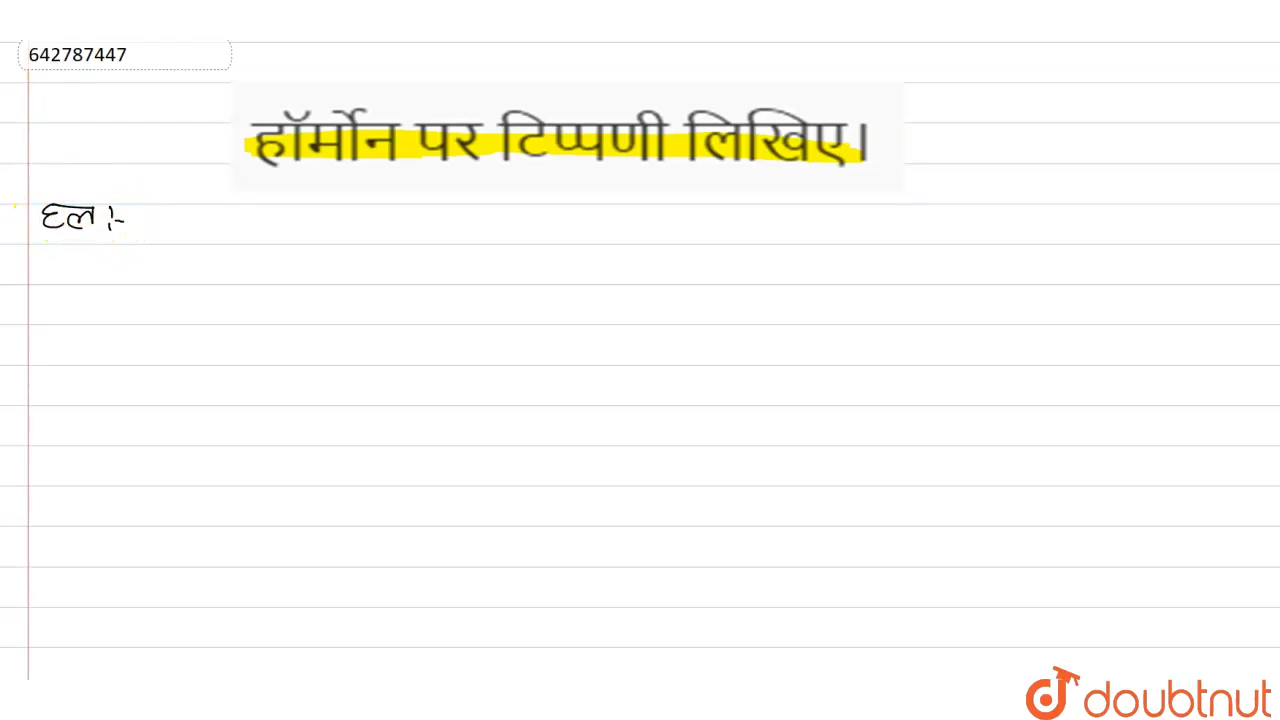 642787447
हॉर्मोन पर टिप्पणी लिखिए।
हल :-
doubtnut